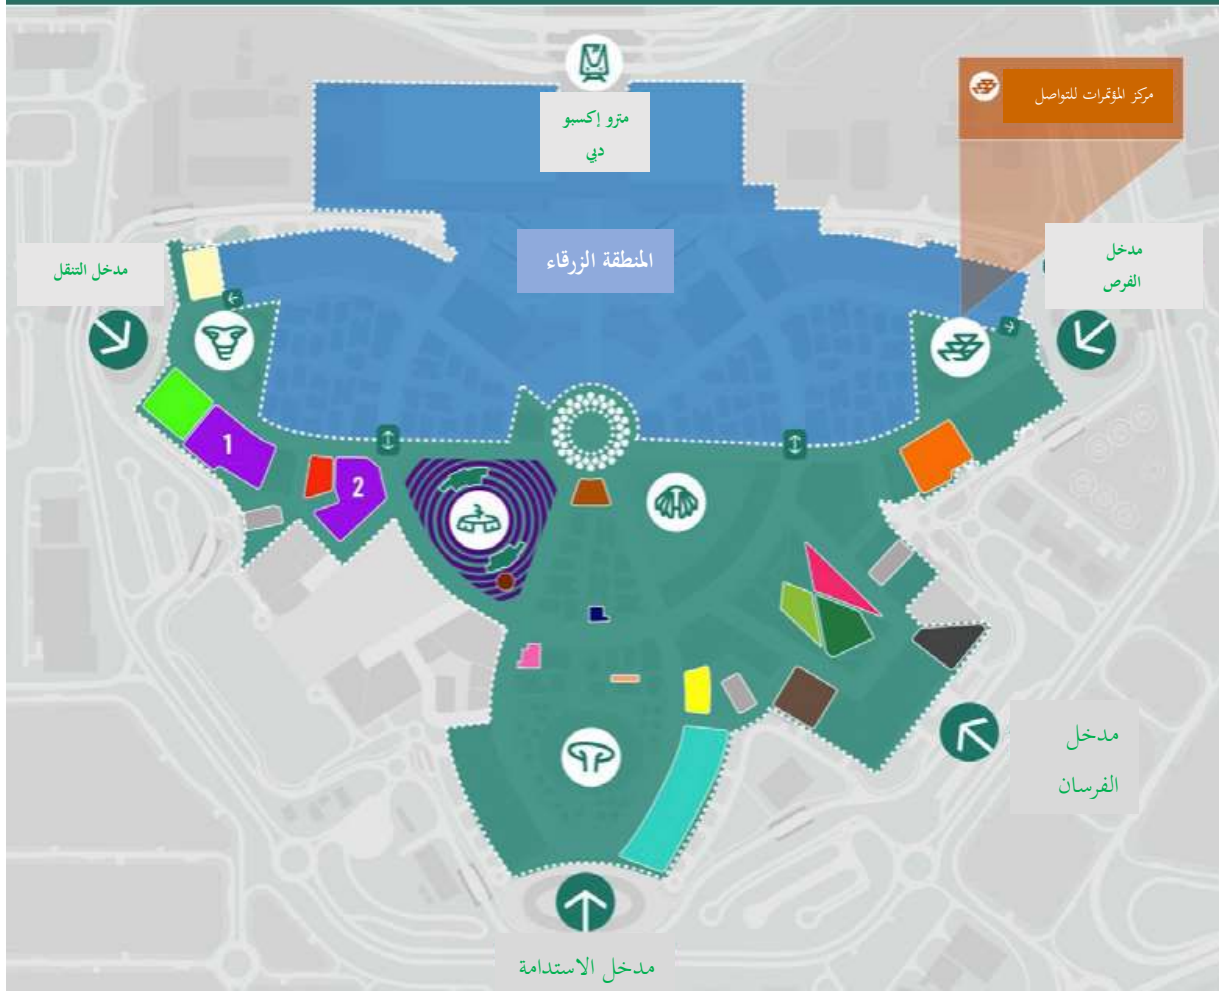 مترو إكسبو
دبي
مركز المؤتمرات للتواصل
مدخل
الفرص
المنطقة الزرقاء
مدخل التنقل
1
2
مدخل
الفرسان
مدخل الاستدامة